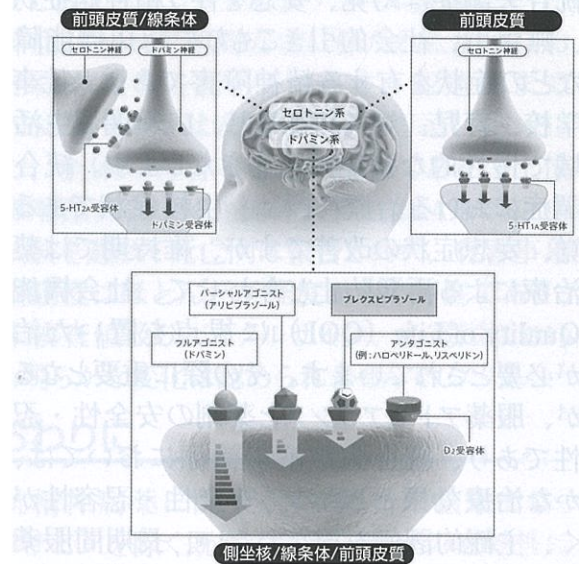 前頭皮質/線条体
セロトニン神経
ドパミン神経
5-HT2A受容体
ドパミン受容体
セロトニン系
ドパミン系
前頭皮質
セロトニン神経
5-HT1A受容体
パーシャルアゴニスト
(アリピプラゾール)
ブレクスピプラゾール
フルアゴニスト
(ドパミン)
アンタゴニスト
(例:ハロペリドール、リスペリドン)
D2受容体
側坐核/線条体/前頭皮質